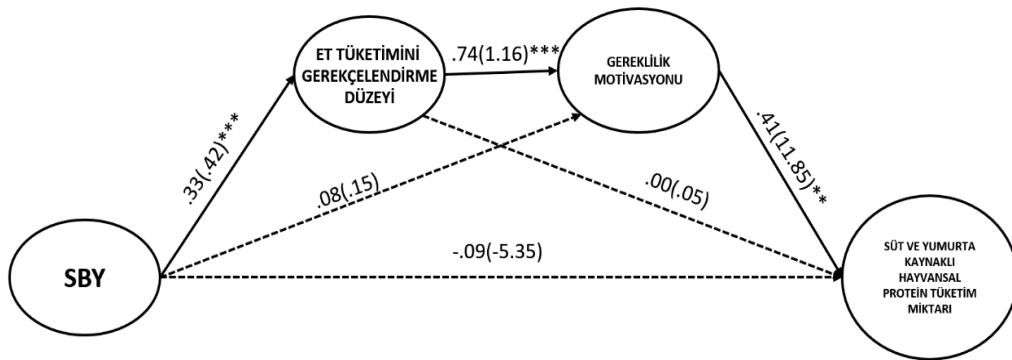 ET TÜKETİMİNİ
GEREKÇELENDİRME
DÜZEYİ
.74(1.16)***
GEREKLİLİK
MOTİVASYONU
.33(.42)***
.08(.15)
.00(.05)
.41(11.85)**
SBY
-.09(-5.35)
SÜT VE YUMURTA
KAYNAKLI
HAYVANSAL
PROTEİN TÜKETİM
MİKTARI